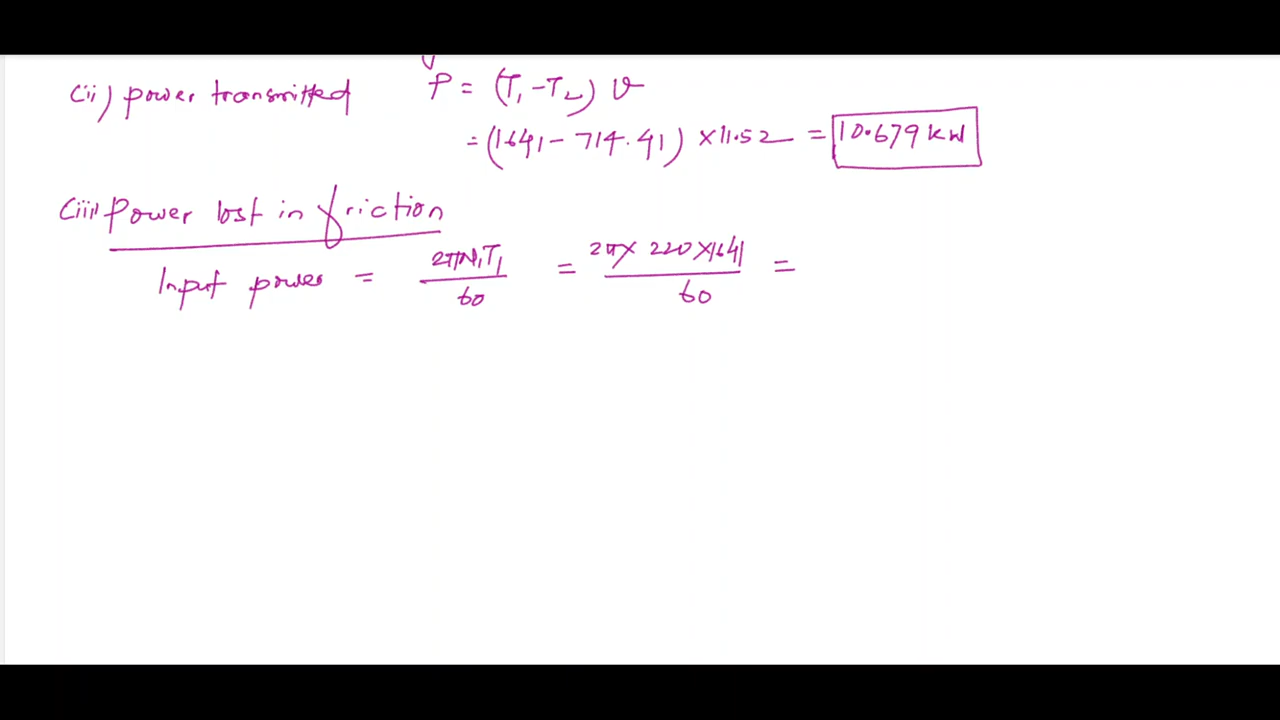 (ii) power transmitted P = (T₁ - T₂) v
= (1641 - 714.41) × 11.52 = 10.679 kW
(iii) Power lost in friction
Input power = 2πN₁T₁ / 60 = 2π × 220 × 1641 / 60 =